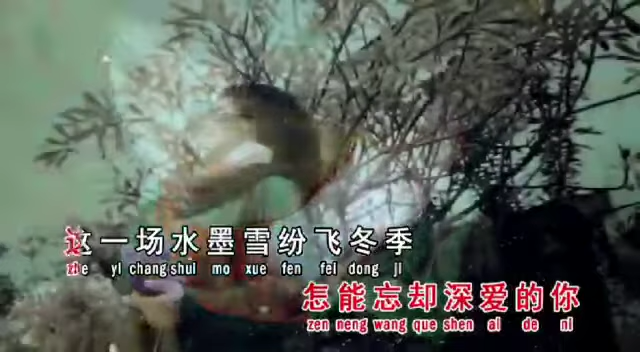 这一场水墨雪纷飞冬季
zhe yi chang shui mo xue fen fei dong ji
怎能忘却深爱的你
zen neng wang que shen ai de ni